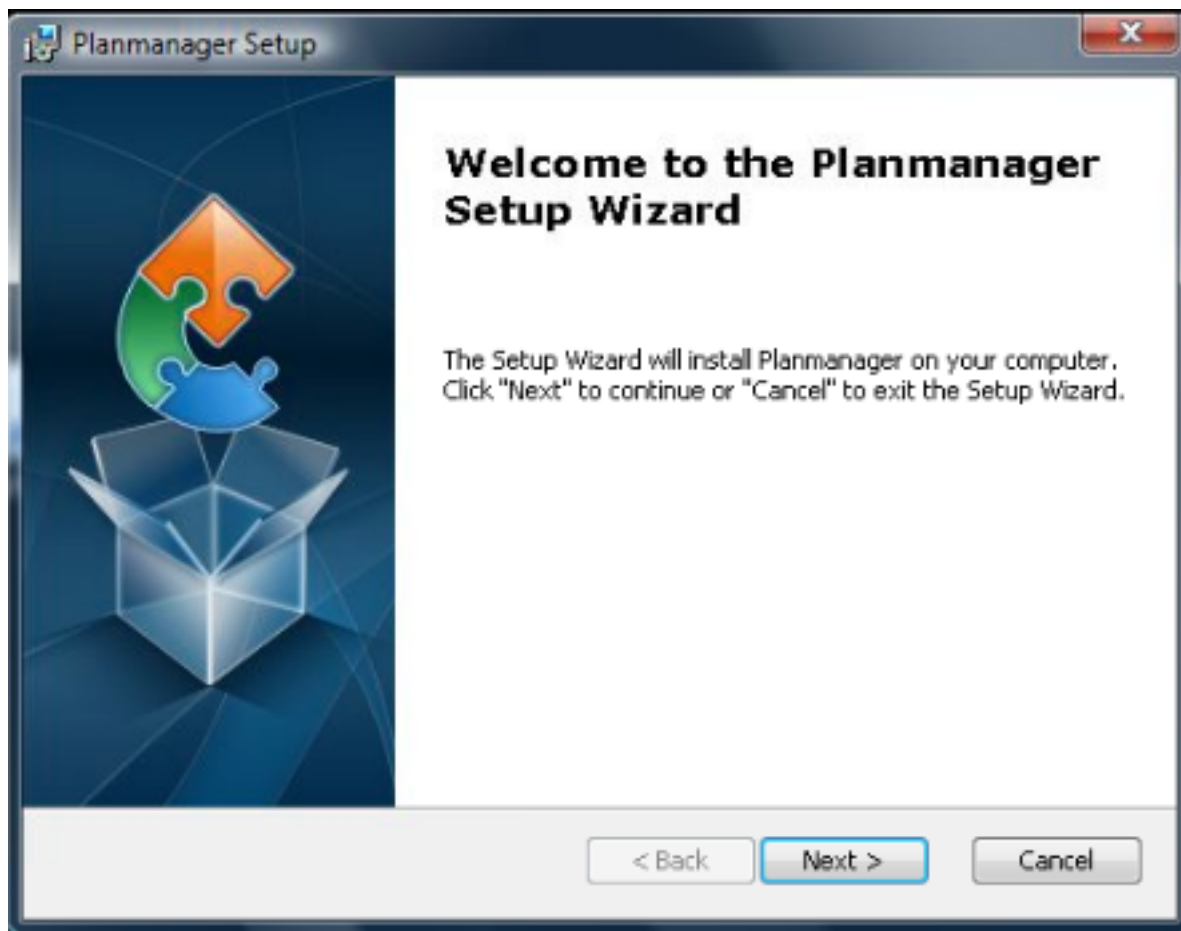 Planmanager Setup
Welcome to the Planmanager
Setup Wizard
The Setup Wizard will install Planmanager on your computer.
Click "Next" to continue or "Cancel" to exit the Setup Wizard.
< Back
Next >
Cancel